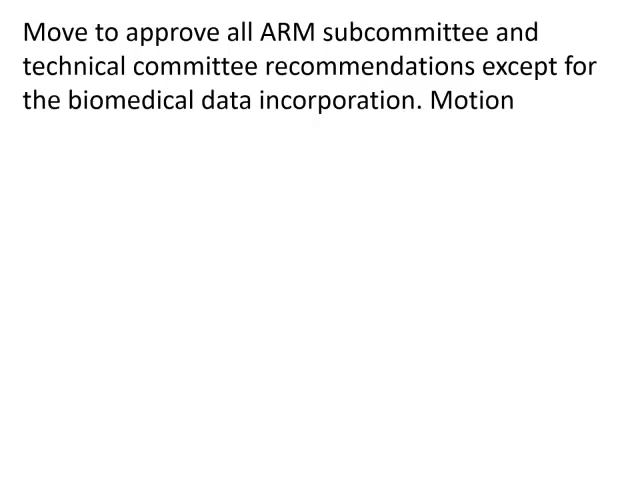 Move to approve all ARM subcommittee and
technical committee recommendations except for
the biomedical data incorporation. Motion